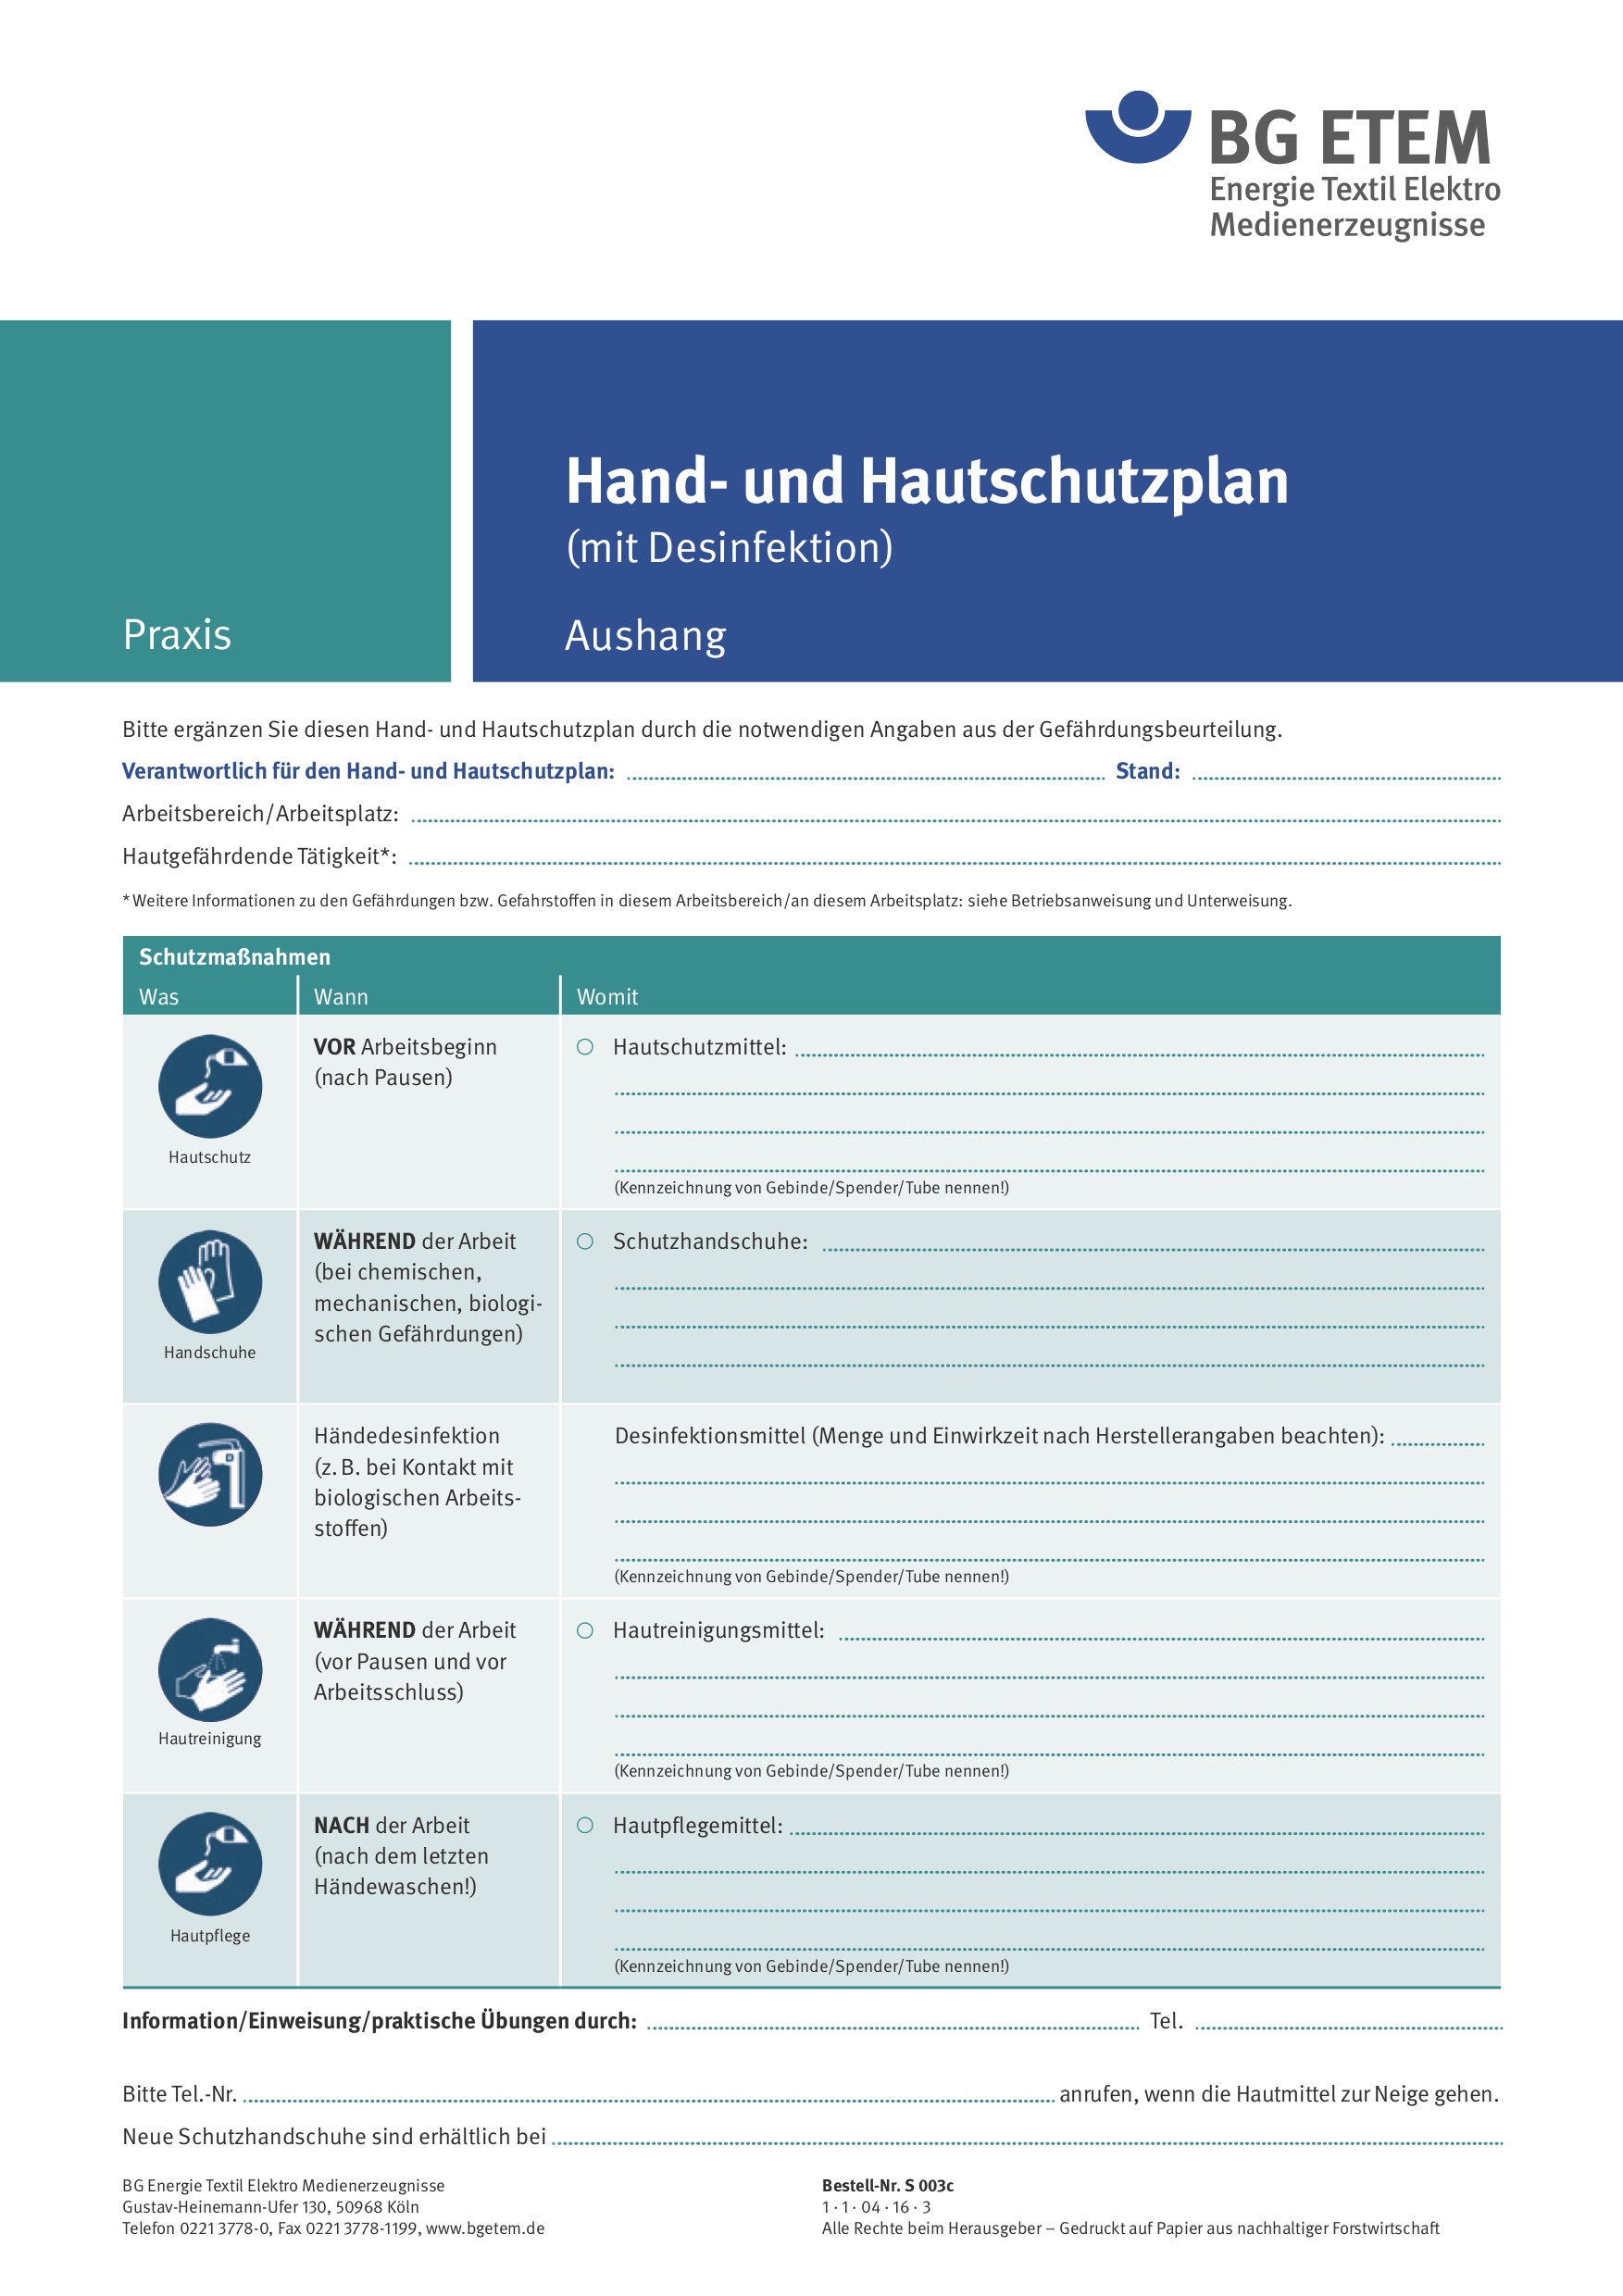 BG ETEM
Energie Textil Elektro
Medienerzeugnisse
Praxis
Hand- und Hautschutzplan
(mit Desinfektion)
Aushang
Bitte ergänzen Sie diesen Hand- und Hautschutzplan durch die notwendigen Angaben aus der Gefährdungsbeurteilung.
Verantwortlich für den Hand- und Hautschutzplan: Stand:
Arbeitsbereich/Arbeitsplatz:
Hautgefährdende Tätigkeit*:
*Weitere Informationen zu den Gefährdungen bzw. Gefahrstoffen in diesem Arbeitsbereich/an diesem Arbeitsplatz: siehe Betriebsanweisung und Unterweisung.
Schutzmaßnahmen
Was Wann Womit
Hautschutz
VOR Arbeitsbeginn
(nach Pausen)
Hautschutzmittel:
(Kennzeichnung von Gebinde/Spender/Tube nennen!)
Handschuhe
WÄHREND der Arbeit
(bei chemischen,
mechanischen, biologi-
schen Gefährdungen)
Schutzhandschuhe:
Händedesinfektion
(z. B. bei Kontakt mit
biologischen Arbeits-
stoffen)
Desinfektionsmittel (Menge und Einwirkzeit nach Herstellerangaben beachten):
(Kennzeichnung von Gebinde/Spender/Tube nennen!)
Hautreinigung
WÄHREND der Arbeit
(vor Pausen und vor
Arbeitsschluss)
Hautreinigungsmittel:
(Kennzeichnung von Gebinde/Spender/Tube nennen!)
Hautpflege
NACH der Arbeit
(nach dem letzten
Händewaschen!)
Hautpflegemittel:
(Kennzeichnung von Gebinde/Spender/Tube nennen!)
Information/Einweisung/praktische Übungen durch: Tel.
Bitte Tel.-Nr. anrufen, wenn die Hautmittel zur Neige gehen.
Neue Schutzhandschuhe sind erhältlich bei
BG Energie Textil Elektro Medienerzeugnisse
Gustav-Heinemann-Ufer 130, 50968 Köln
Telefon 0221 3778-0, Fax 0221 3778-1199, www.bgetem.de
Bestell-Nr. S 003c
1 · 1 · 04 · 16 · 3
Alle Rechte beim Herausgeber – Gedruckt auf Papier aus nachhaltiger Forstwirtschaft